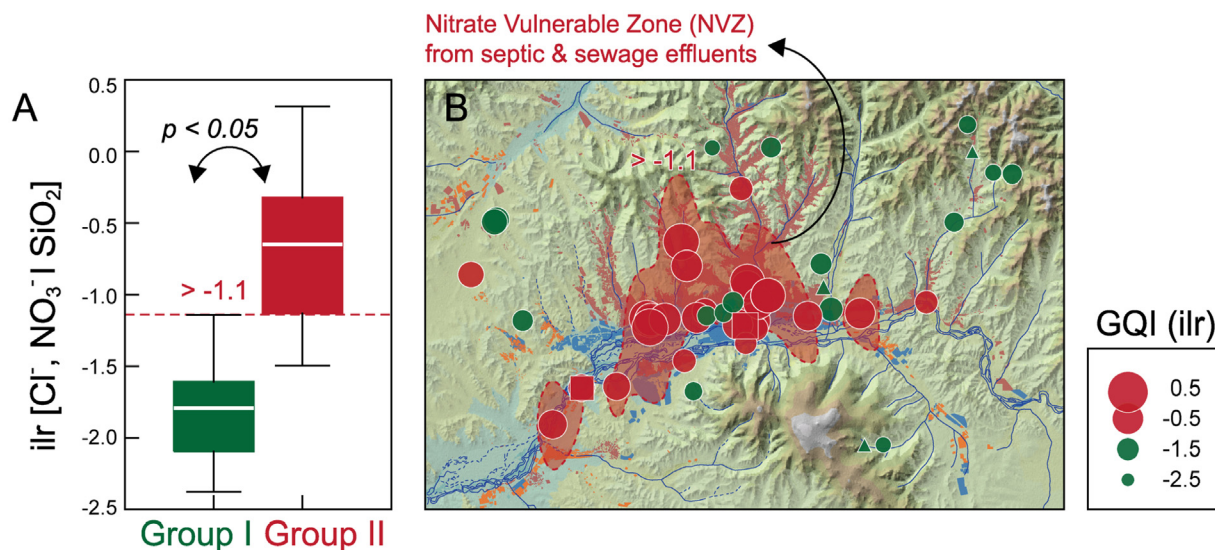 Nitrate Vulnerable Zone (NVZ)
from septic & sewage effluents
A
ilr [Cl⁻, NO₃⁻ | SiO₂]
0.5
0.0
-0.5
-1.0
-1.5
-2.0
-2.5
p < 0.05
> -1.1
Group I
Group II
B
> -1.1
GQI (ilr)
0.5
-0.5
-1.5
-2.5